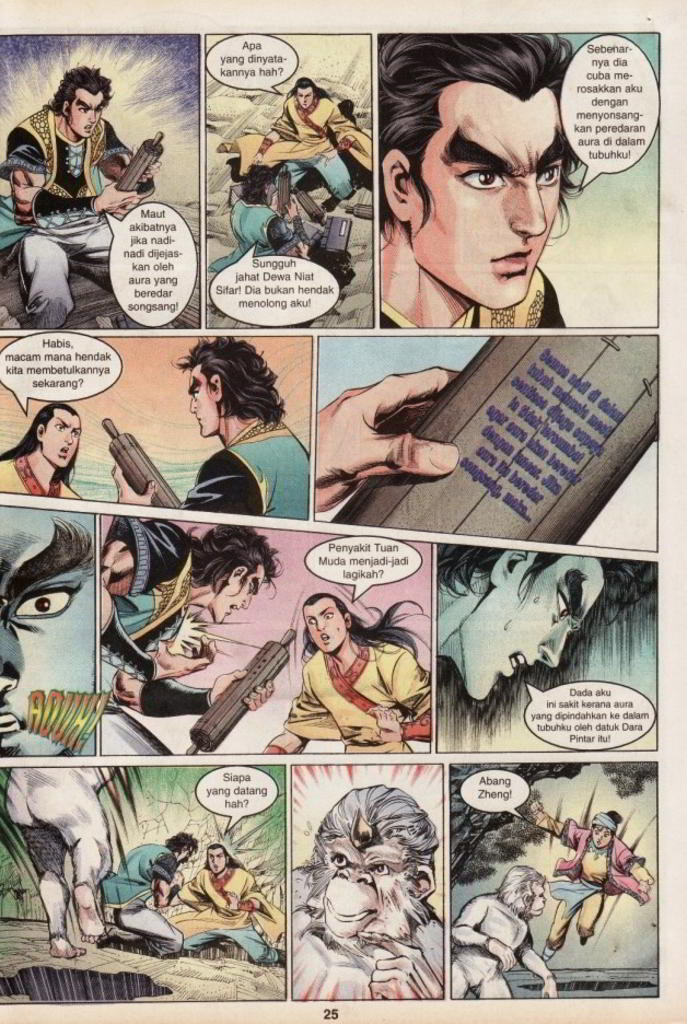 Maut
akibatnya
jika nadi-
nadi dijejas-
kan oleh
aura yang
beredar
songsang!
Apa
yang dinyata-
kannya hah?
Sungguh
jahat Dewa Niat
Sifar! Dia bukan hendak
menolong aku!
Sebenar-
nya dia
cuba me-
rosakkan aku
dengan
menyonsang-
kan peredaran
aura di dalam
tubuhku!
Habis,
macam mana hendak
kita membetulkannya
sekarang?
ADUH!
Penyakit Tuan
Muda menjadi-jadi
lagikah?
Dada aku
ini sakit kerana aura
yang dipindahkan ke dalam
tubuhku oleh datuk Dara
Pintar itu!
Siapa
yang datang
hah?
Abang
Zheng!
25